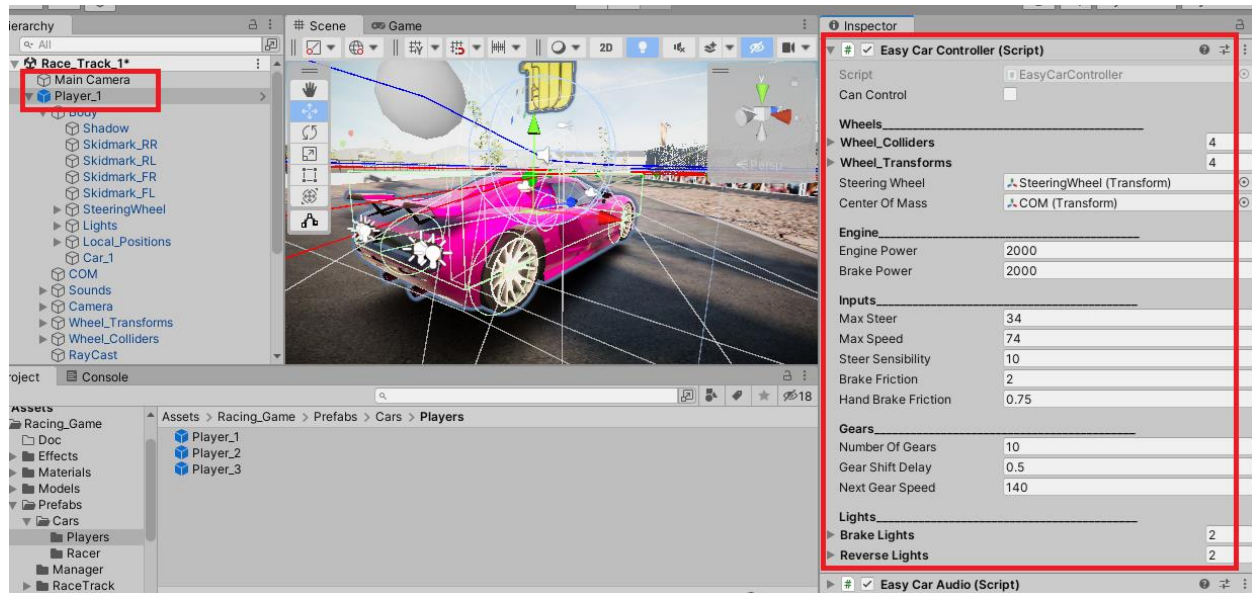 ierarchy
All
Race_Track_1*
Main Camera
Player_1
Body
Shadow
Skidmark_RR
Skidmark_RL
Skidmark_FR
Skidmark_FL
SteeringWheel
Lights
Local_Positions
Car_1
COM
Sounds
Camera
Wheel_Transforms
Wheel_Colliders
RayCast
Scene Game
2D
Persp
roject Console
18
Assets
Racing_Game
Doc
Effects
Materials
Models
Prefabs
Cars
Players
Racer
Manager
RaceTrack
Assets > Racing_Game > Prefabs > Cars > Players
Player_1
Player_2
Player_3
Inspector
Easy Car Controller (Script)
Script EasyCarController
Can Control
Wheels
Wheel_Colliders 4
Wheel_Transforms 4
Steering Wheel SteeringWheel (Transform)
Center Of Mass COM (Transform)
Engine
Engine Power 2000
Brake Power 2000
Inputs
Max Steer 34
Max Speed 74
Steer Sensibility 10
Brake Friction 2
Hand Brake Friction 0.75
Gears
Number Of Gears 10
Gear Shift Delay 0.5
Next Gear Speed 140
Lights
Brake Lights 2
Reverse Lights 2
Easy Car Audio (Script)